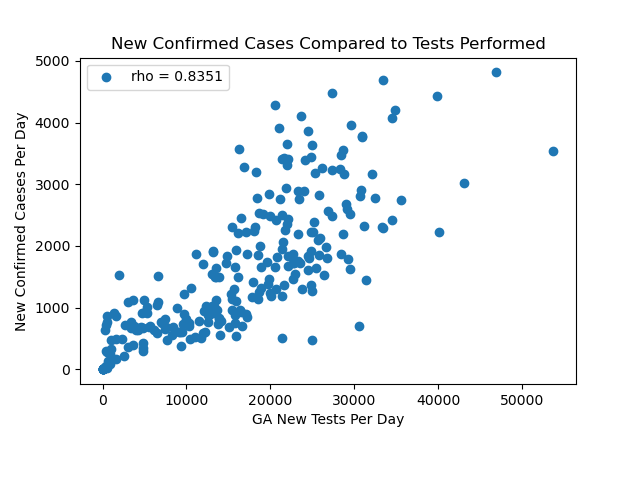 New Confirmed Cases Compared to Tests Performed
rho = 0.8351
5000
4000
3000
2000
1000
0
New Confirmed Caeses Per Day
0 10000 20000 30000 40000 50000
GA New Tests Per Day